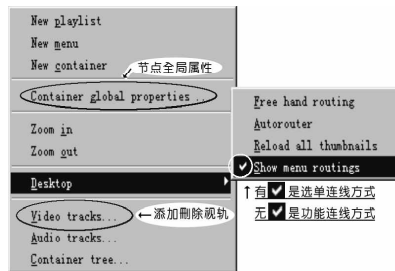 New playlist
New menu
New container
节点全局属性
Container global properties ...
Zoom in
Zoom out
Desktop
Video tracks...
←添加删除视轨
Audio tracks...
Container tree...
Free hand routing
Autorouter
Reload all thumbnails
Show menu routings
↑有✔是选单连线方式
无✔是功能连线方式